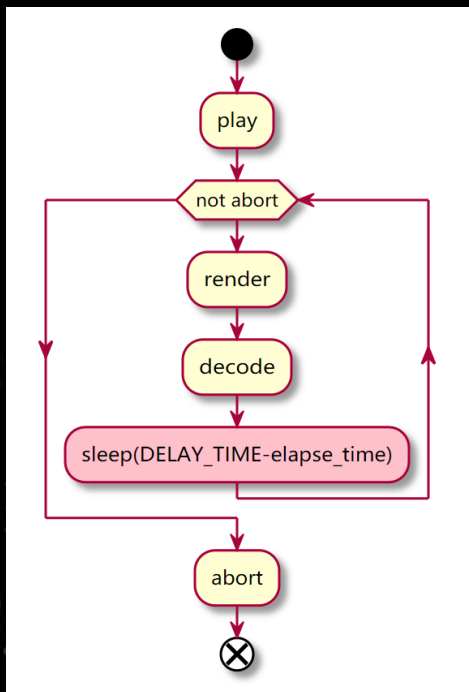 play
not abort
render
decode
sleep(DELAY_TIME-elapse_time)
abort